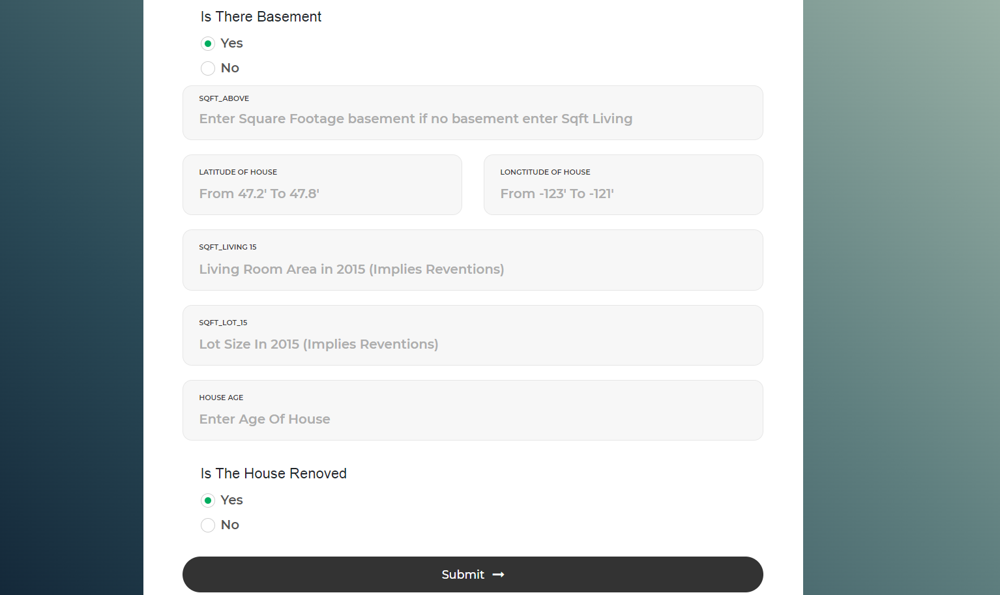 Is There Basement
Yes
No
SQFT_ABOVE
Enter Square Footage basement if no basement enter Sqft Living
LATITUDE OF HOUSE
From 47.2' To 47.8'
LONGTITUDE OF HOUSE
From -123' To -121'
SQFT_LIVING 15
Living Room Area in 2015 (Implies Reventions)
SQFT_LOT_15
Lot Size In 2015 (Implies Reventions)
HOUSE AGE
Enter Age Of House
Is The House Renoved
Yes
No
Submit